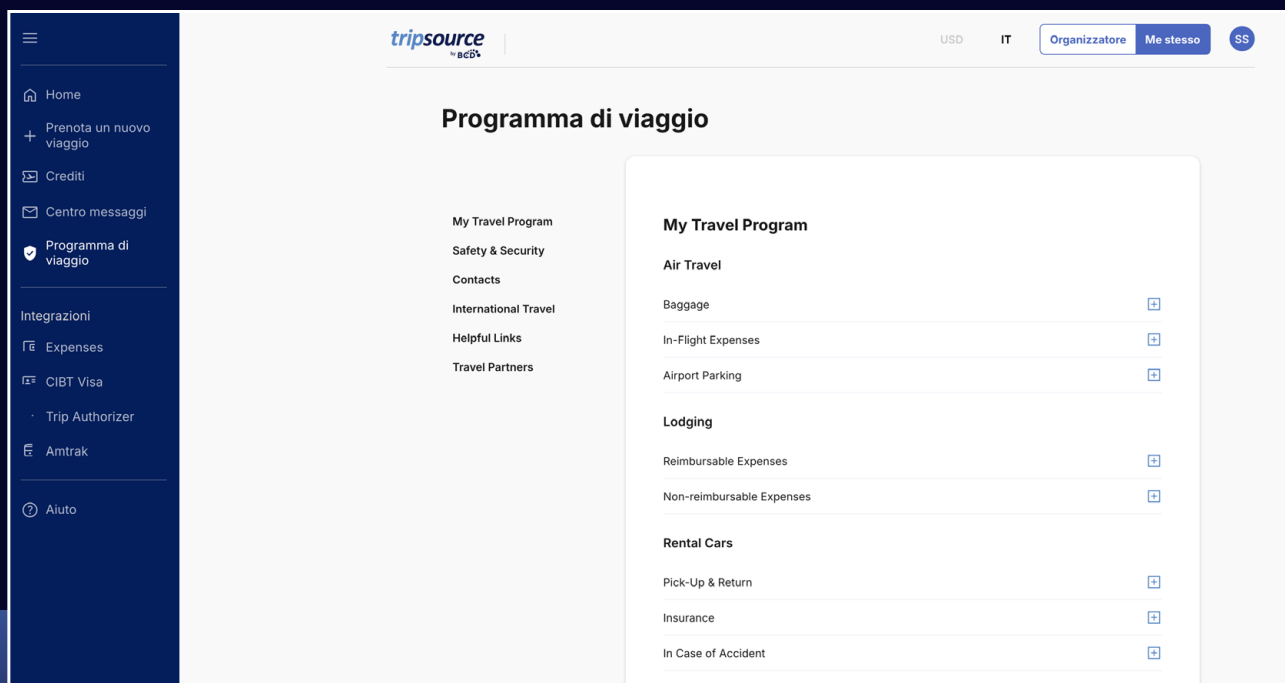 tripsource
by BCD
USD
IT
Organizzatore
Me stesso
SS
Home
Prenota un nuovo
viaggio
Crediti
Centro messaggi
Programma di
viaggio
Integrazioni
Expenses
CIBT Visa
Trip Authorizer
Amtrak
Aiuto
Programma di viaggio
My Travel Program
Safety & Security
Contacts
International Travel
Helpful Links
Travel Partners
My Travel Program
Air Travel
Baggage
In-Flight Expenses
Airport Parking
Lodging
Reimbursable Expenses
Non-reimbursable Expenses
Rental Cars
Pick-Up & Return
Insurance
In Case of Accident